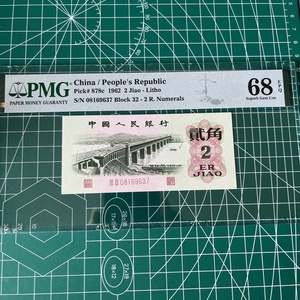 PMG
PAPER MONEY GUARANTY
China / People's Republic
Pick# 878c 1962 2 Jiao - Litho
S/N 08169637 Block 32 - 2 R. Numerals
68 EPQ
Superb Gem Unc
中國人民銀行
貳角
2
ER
JIAO
08169637